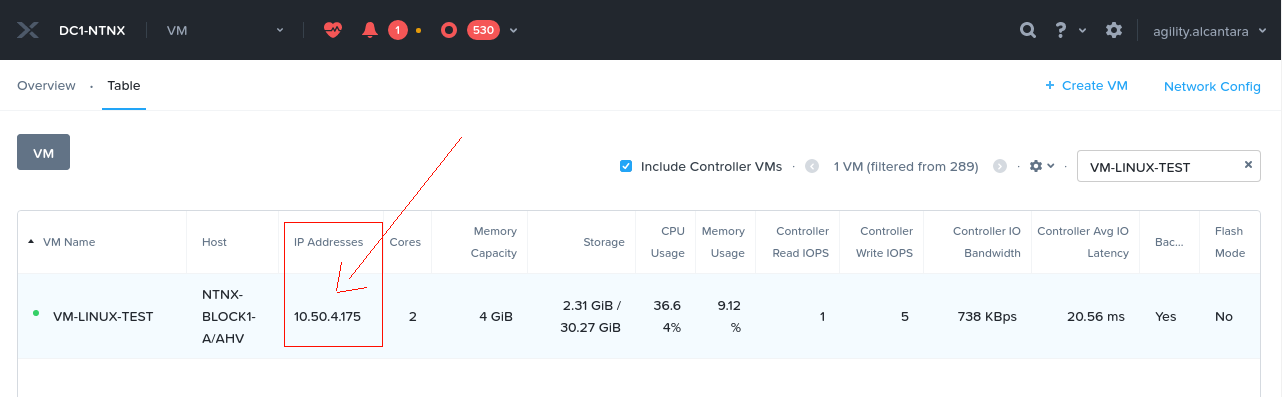 DC1-NTNX VM 1 530 ? agility.alcantara
Overview · Table + Create VM Network Config
VM
Include Controller VMs · 1 VM (filtered from 289) · · VM-LINUX-TEST ×
VM Name Host IP Addresses Cores Memory Capacity Storage CPU Usage Memory Usage Controller Read IOPS Controller Write IOPS Controller IO Bandwidth Controller Avg IO Latency Bac... Flash Mode
VM-LINUX-TEST NTNX-BLOCK1-A/AHV 10.50.4.175 2 4 GiB 2.31 GiB / 30.27 GiB 36.64% 9.12 % 1 5 738 KBps 20.56 ms Yes No